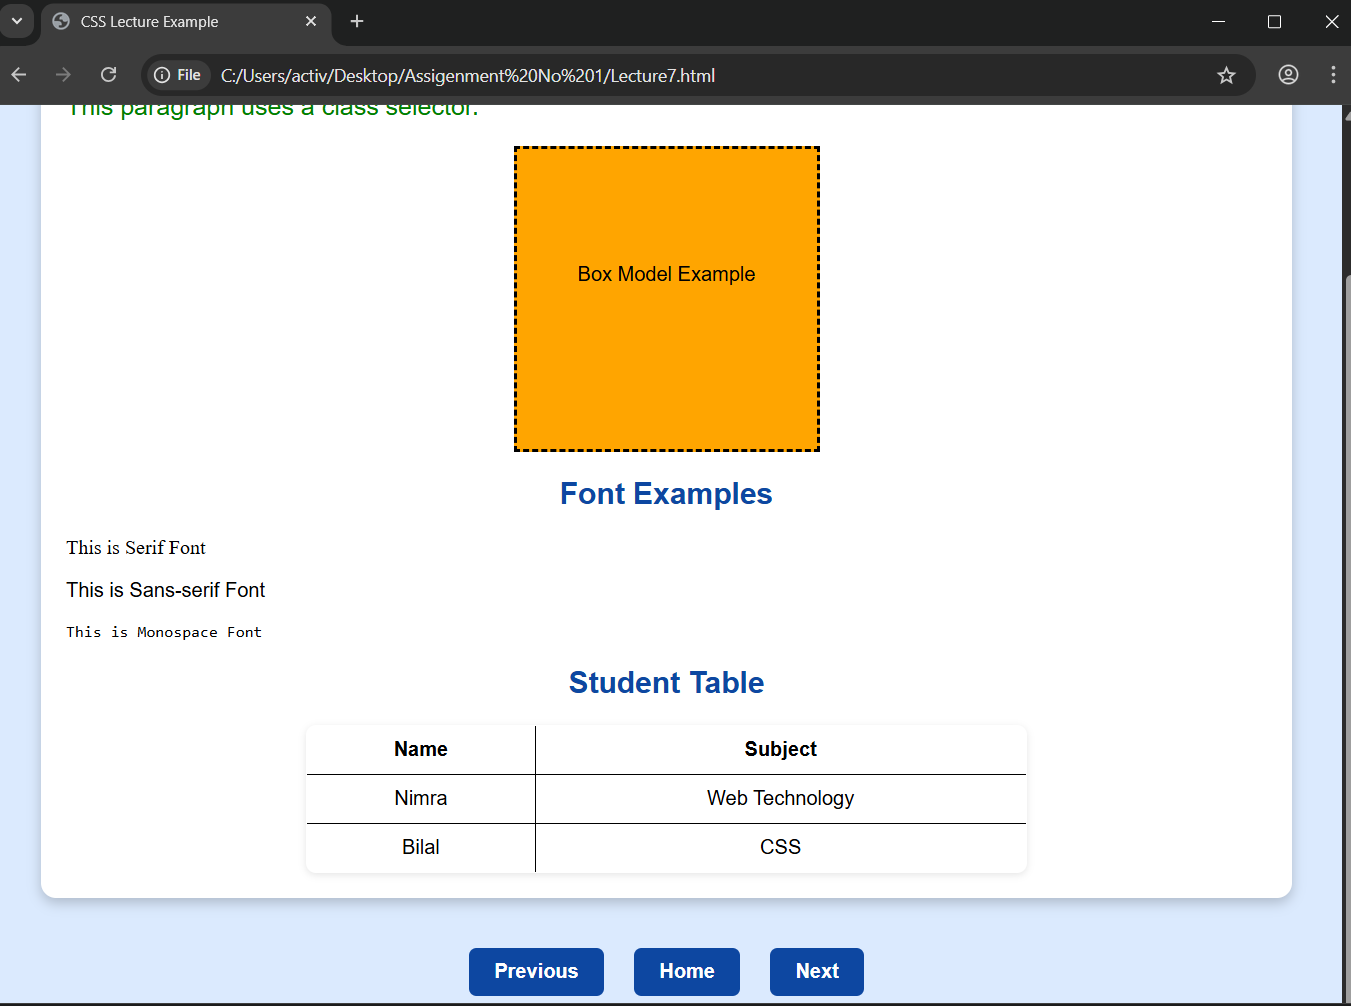 CSS Lecture Example
File C:/Users/activ/Desktop/Assigenment%20No%201/Lecture7.html
This paragraph uses a class selector.
Box Model Example
Font Examples
This is Serif Font
This is Sans-serif Font
This is Monospace Font
Student Table
Name Subject
Nimra Web Technology
Bilal CSS
Previous Home Next